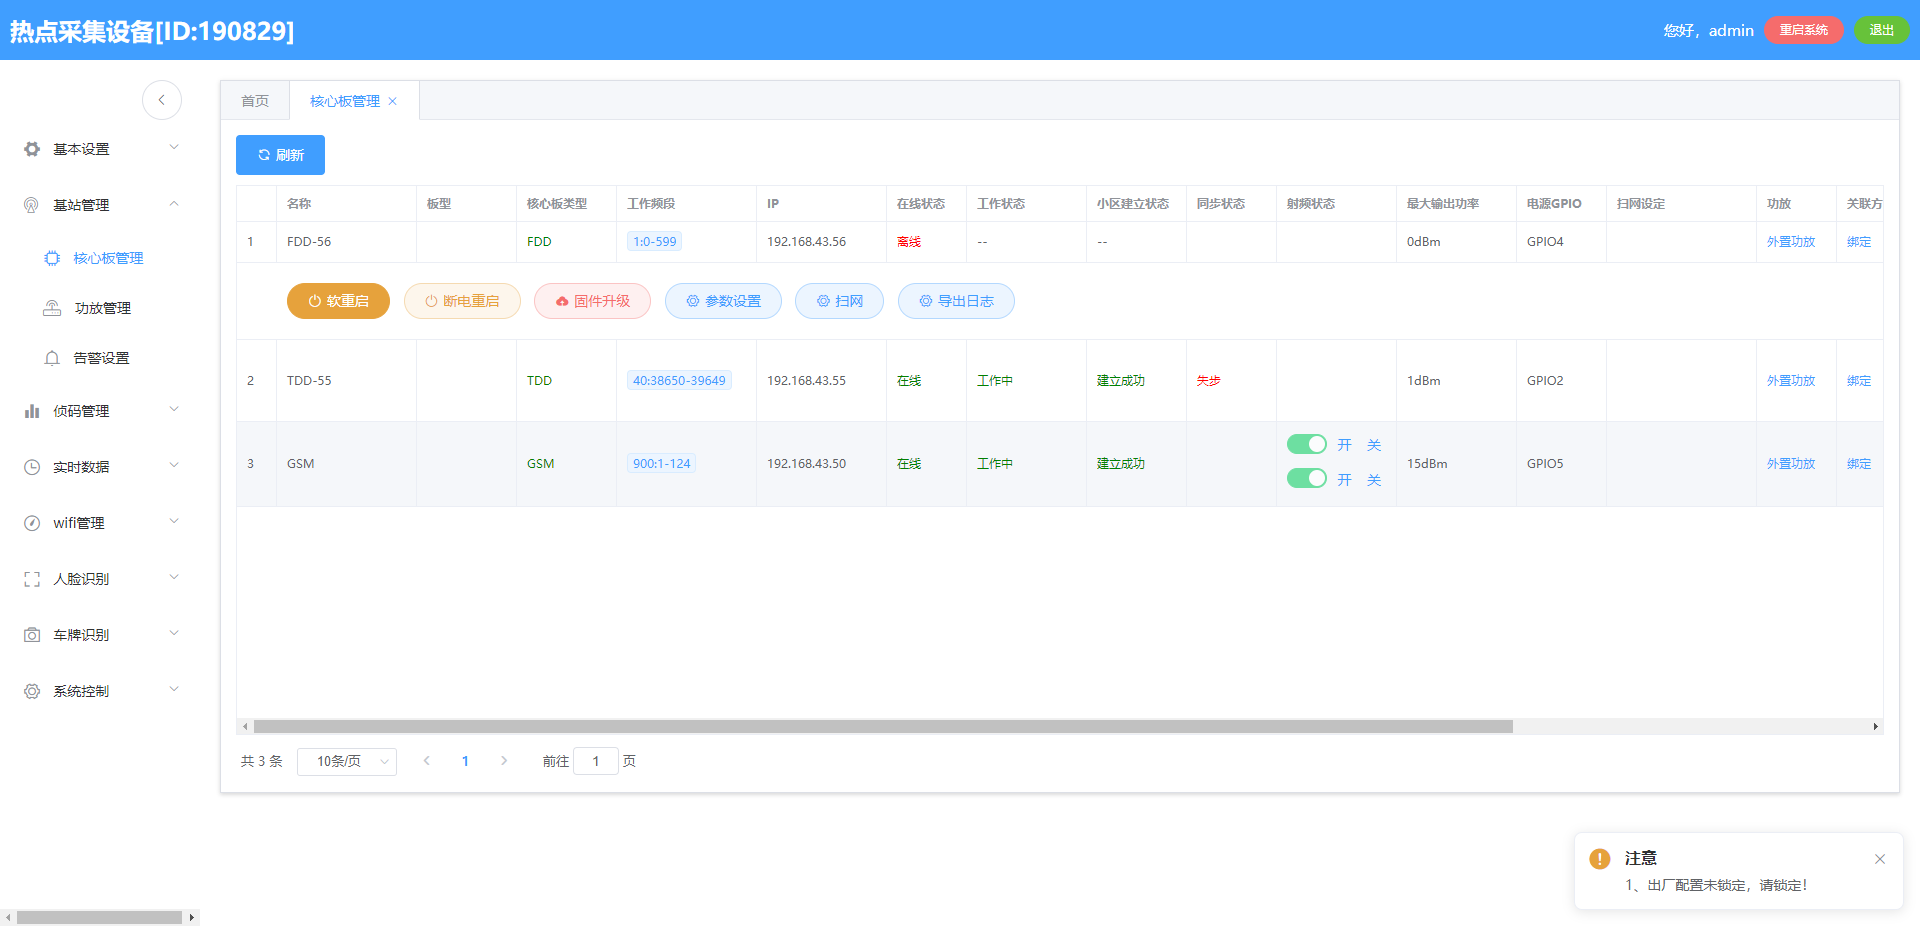 热点采集设备[ID:190829]
您好，admin
重启系统
退出
基本设置
基站管理
核心板管理
功放管理
告警设置
侦码管理
实时数据
wifi管理
人脸识别
车牌识别
系统控制
首页
核心板管理
刷新
名称 板型 核心板类型 工作频段 IP 在线状态 工作状态 小区建立状态 同步状态 射频状态 最大输出功率 电源GPIO 扫网设定 功放 关联方
1 FDD-56 FDD 1:0-599 192.168.43.56 离线 -- -- 0dBm GPIO4 外置功放 绑定
软重启 断电重启 固件升级 参数设置 扫网 导出日志
2 TDD-55 TDD 40:38650-39649 192.168.43.55 在线 工作中 建立成功 失步 1dBm GPIO2 外置功放 绑定
开 关
3 GSM GSM 900:1-124 192.168.43.50 在线 工作中 建立成功 15dBm GPIO5 外置功放 绑定
开 关
共 3 条 10条/页 1 前往 1 页
注意
1、出厂配置未锁定，请锁定！